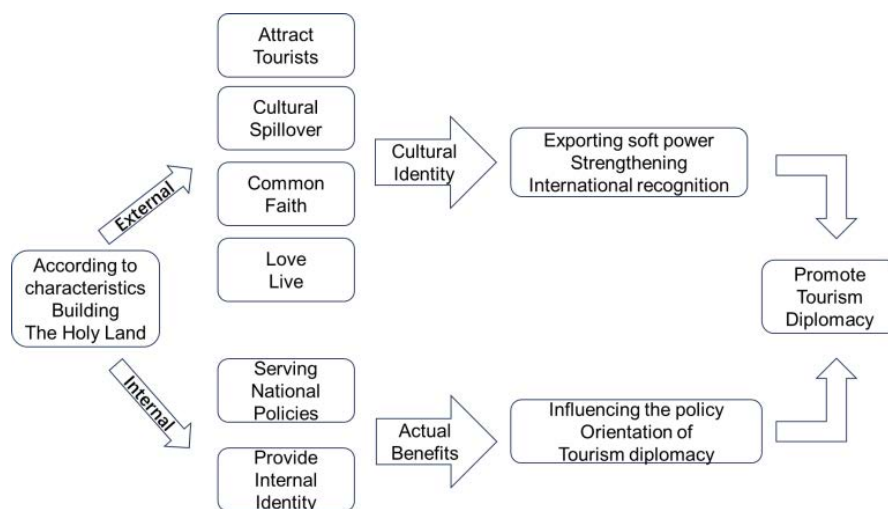 Attract
Tourists
Cultural
Spillover
Common
Faith
Love
Live
External
According to
characteristics
Building
The Holy Land
Internal
Serving
National
Policies
Provide
Internal
Identity
Cultural
Identity
Actual
Benefits
Exporting soft power
Strengthening
International recognition
Influencing the policy
Orientation of
Tourism diplomacy
Promote
Tourism
Diplomacy